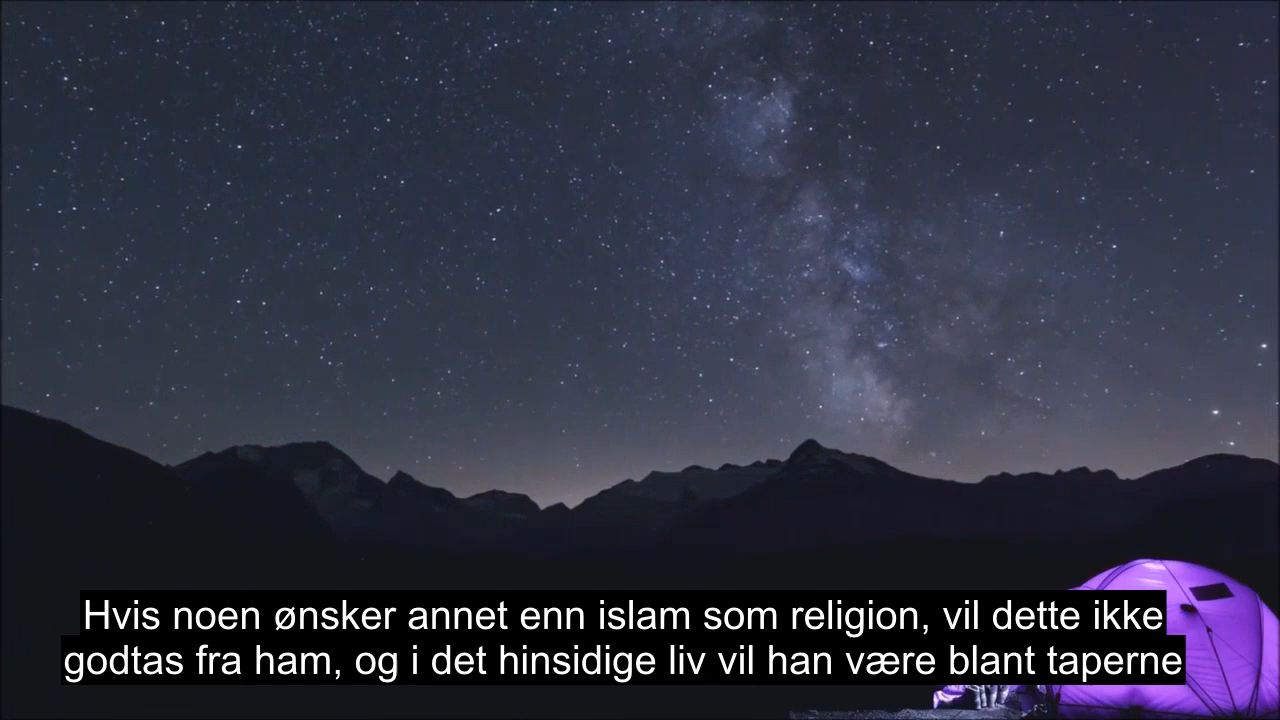 Hvis noen ønsker annet enn islam som religion, vil dette ikke
godtas fra ham, og i det hinsidige liv vil han være blant taperne